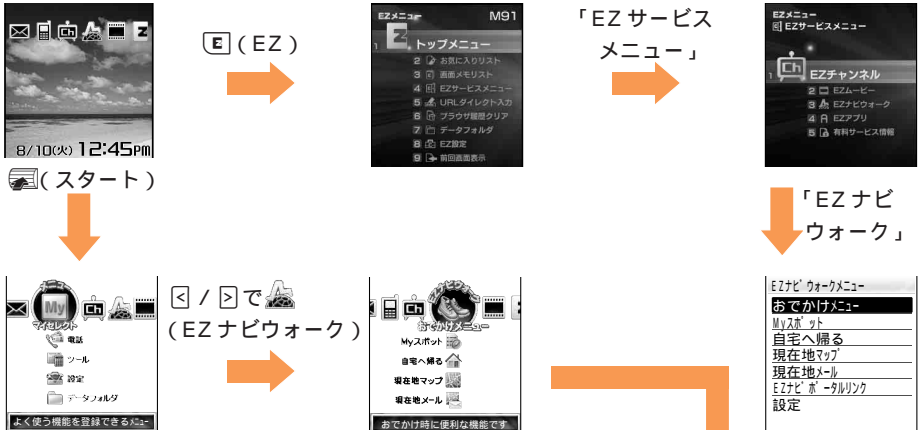 8/10(火) 12:45PM
(スタート)
E(EZ)
EZメニュー M91
1 トップメニュー
2 お気に入りリスト
3 画面メモリスト
4 EZサービスメニュー
5 URLダイレクト入力
6 ブラウザ履歴クリア
7 データフォルダ
8 EZ設定
9 前回画面表示
「EZサービス
メニュー」
EZメニュー
EZサービスメニュー
Ch
1 EZチャンネル
2 EZムービー
3 EZナビウォーク
4 EZアプリ
5 有料サービス情報
「EZナビ
ウォーク」
メニュー
My
Ch
マイセレクト
電話
ツール
設定
データフォルダ
よく使う機能を登録できるメニュー
< / >で
(EZナビウォーク)
Ch
おでかけメニュー
Myスポット
自宅へ帰る
現在地マップ
現在地メール
おでかけ時に便利な機能です
EZナビウォークメニュー
おでかけメニュー
Myスポット
自宅へ帰る
現在地マップ
現在地メール
EZナビポータルリンク
設定